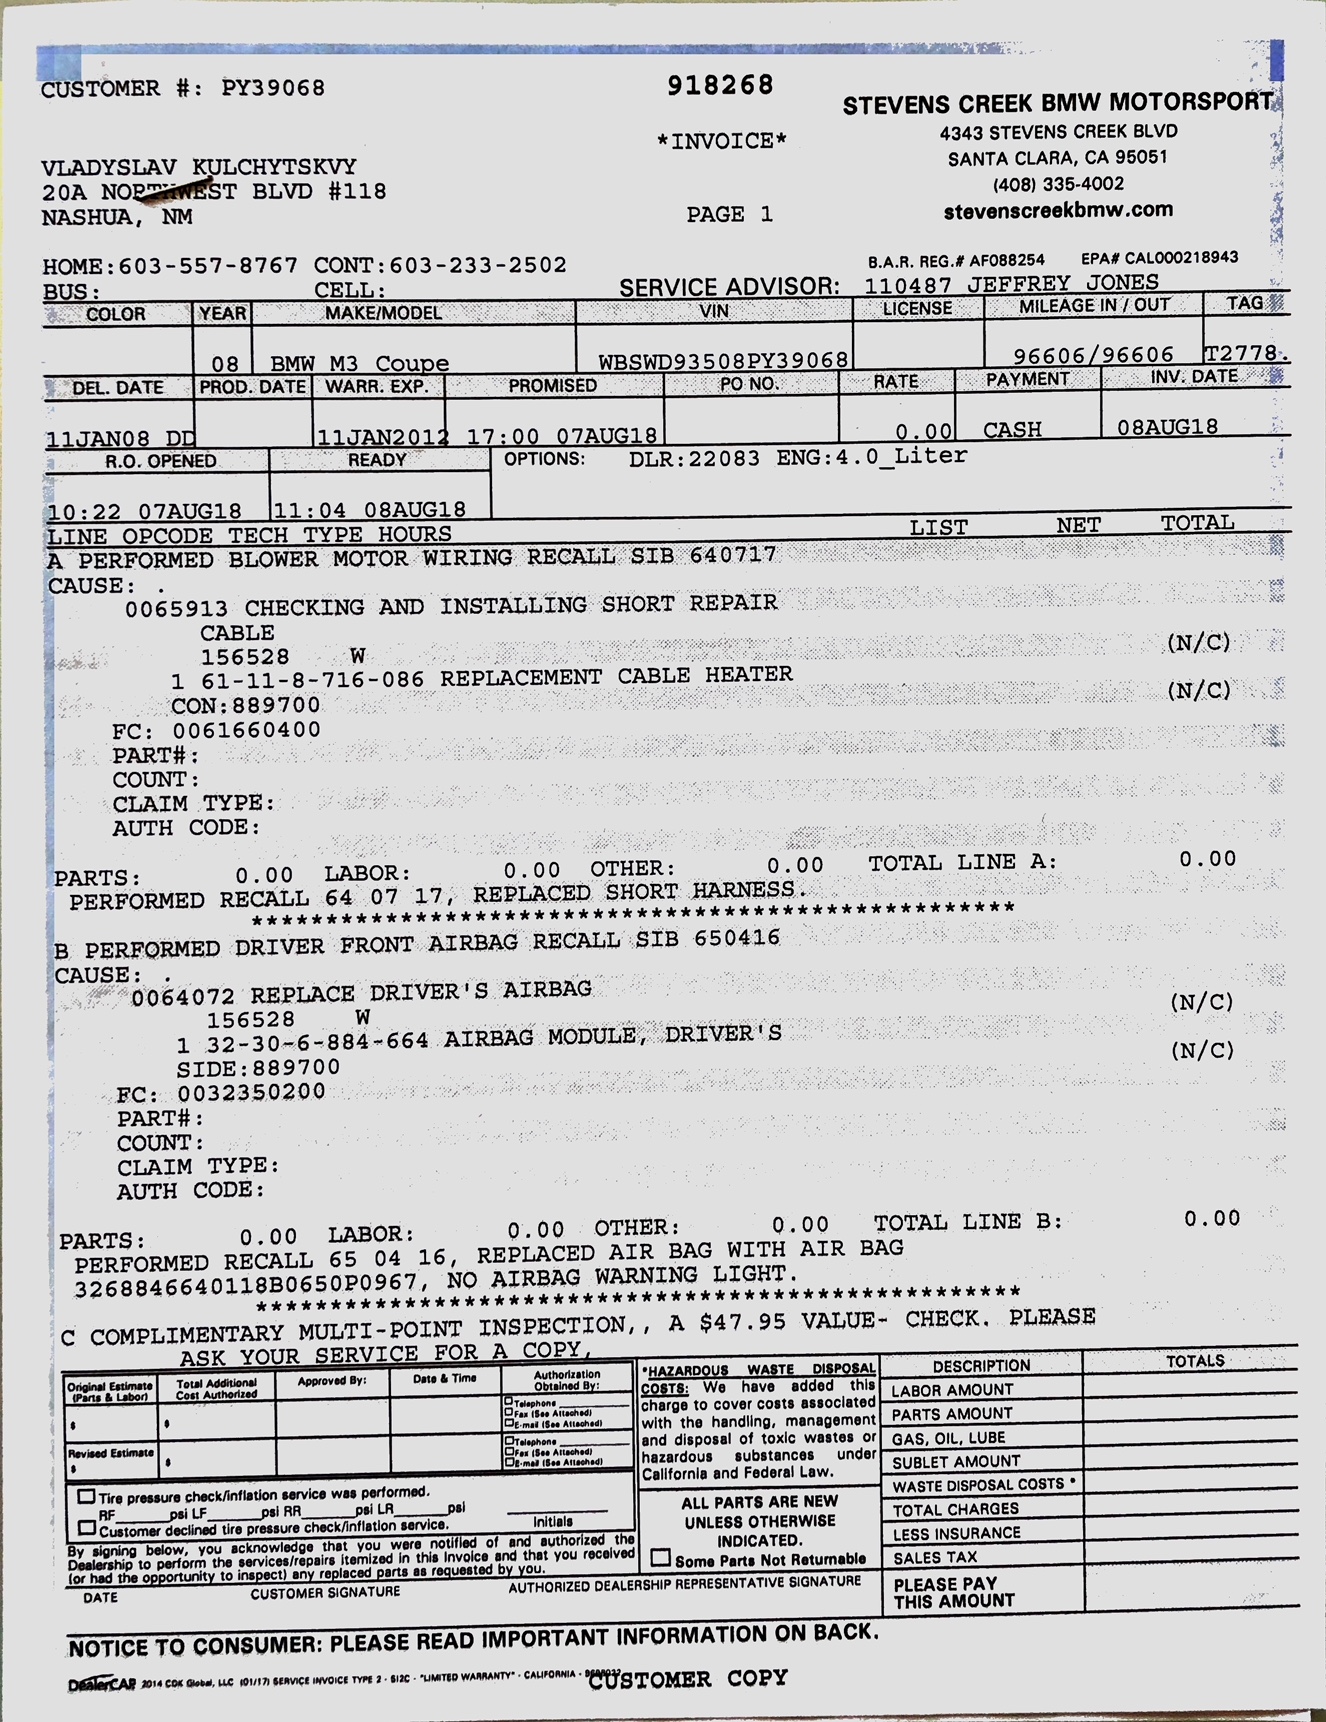 CUSTOMER #: PY39068
918268
STEVENS CREEK BMW MOTORSPORT
*INVOICE*
4343 STEVENS CREEK BLVD
SANTA CLARA, CA 95051
(408) 335-4002
stevenscreekbmw.com
VLADYSLAV KULCHYTSKVY
20A NORTHWEST BLVD #118
NASHUA, NM
PAGE 1
HOME:603-557-8767 CONT:603-233-2502
B.A.R. REG.# AF088254 EPA# CAL000218943
BUS: CELL: SERVICE ADVISOR: 110487 JEFFREY JONES
COLOR YEAR MAKE/MODEL VIN LICENSE MILEAGE IN / OUT TAG
08 BMW M3 Coupe WBSWD93508PY39068 96606/96606 T2778.
DEL. DATE PROD. DATE WARR. EXP. PROMISED PO NO. RATE PAYMENT INV. DATE
11JAN08 DD 11JAN2012 17:00 07AUG18 0.00 CASH 08AUG18
R.O. OPENED READY OPTIONS: DLR:22083 ENG:4.0_Liter
10:22 07AUG18 11:04 08AUG18
LINE OPCODE TECH TYPE HOURS LIST NET TOTAL
A PERFORMED BLOWER MOTOR WIRING RECALL SIB 640717
CAUSE: .
0065913 CHECKING AND INSTALLING SHORT REPAIR
CABLE
156528 W (N/C)
1 61-11-8-716-086 REPLACEMENT CABLE HEATER
CON:889700 (N/C)
FC: 0061660400
PART#:
COUNT:
CLAIM TYPE:
AUTH CODE:
PARTS: 0.00 LABOR: 0.00 OTHER: 0.00 TOTAL LINE A: 0.00
PERFORMED RECALL 64 07 17, REPLACED SHORT HARNESS.
***************************************************
B PERFORMED DRIVER FRONT AIRBAG RECALL SIB 650416
CAUSE: .
0064072 REPLACE DRIVER'S AIRBAG
156528 W (N/C)
1 32-30-6-884-664 AIRBAG MODULE, DRIVER'S
SIDE:889700 (N/C)
FC: 0032350200
PART#:
COUNT:
CLAIM TYPE:
AUTH CODE:
PARTS: 0.00 LABOR: 0.00 OTHER: 0.00 TOTAL LINE B: 0.00
PERFORMED RECALL 65 04 16, REPLACED AIR BAG WITH AIR BAG
3268846640118B0650P0967, NO AIRBAG WARNING LIGHT.
***************************************************
C COMPLIMENTARY MULTI-POINT INSPECTION,, A $47.95 VALUE- CHECK. PLEASE
ASK YOUR SERVICE FOR A COPY,
Original Estimate (Parts & Labor)
$
Total Additional Cost Authorized
$
Approved By:
Date & Time
Authorization Obtained By:
Telephone
Fax (See Attached)
E-mail (See Attached)
Revised Estimate
$
$
Telephone
Fax (See Attached)
E-mail (See Attached)
Tire pressure check/inflation service was performed.
RF______psi LF______psi RR______psi LR______psi
Customer declined tire pressure check/inflation service.
Initials
By signing below, you acknowledge that you were notified of and authorized the
Dealership to perform the services/repairs itemized in this Invoice and that you received
(or had the opportunity to inspect) any replaced parts as requested by you.
DATE CUSTOMER SIGNATURE AUTHORIZED DEALERSHIP REPRESENTATIVE SIGNATURE
*HAZARDOUS WASTE DISPOSAL
COSTS: We have added this
charge to cover costs associated
with the handling, management
and disposal of toxic wastes or
hazardous substances under
California and Federal Law.
ALL PARTS ARE NEW
UNLESS OTHERWISE
INDICATED.
Some Parts Not Returnable
DESCRIPTION TOTALS
LABOR AMOUNT
PARTS AMOUNT
GAS, OIL, LUBE
SUBLET AMOUNT
WASTE DISPOSAL COSTS *
TOTAL CHARGES
LESS INSURANCE
SALES TAX
PLEASE PAY
THIS AMOUNT
NOTICE TO CONSUMER: PLEASE READ IMPORTANT INFORMATION ON BACK.
DealerCAP 2014 CDK Global, LLC (01/17) SERVICE INVOICE TYPE 2 - SI2C - "LIMITED WARRANTY" - CALIFORNIA -
CUSTOMER COPY